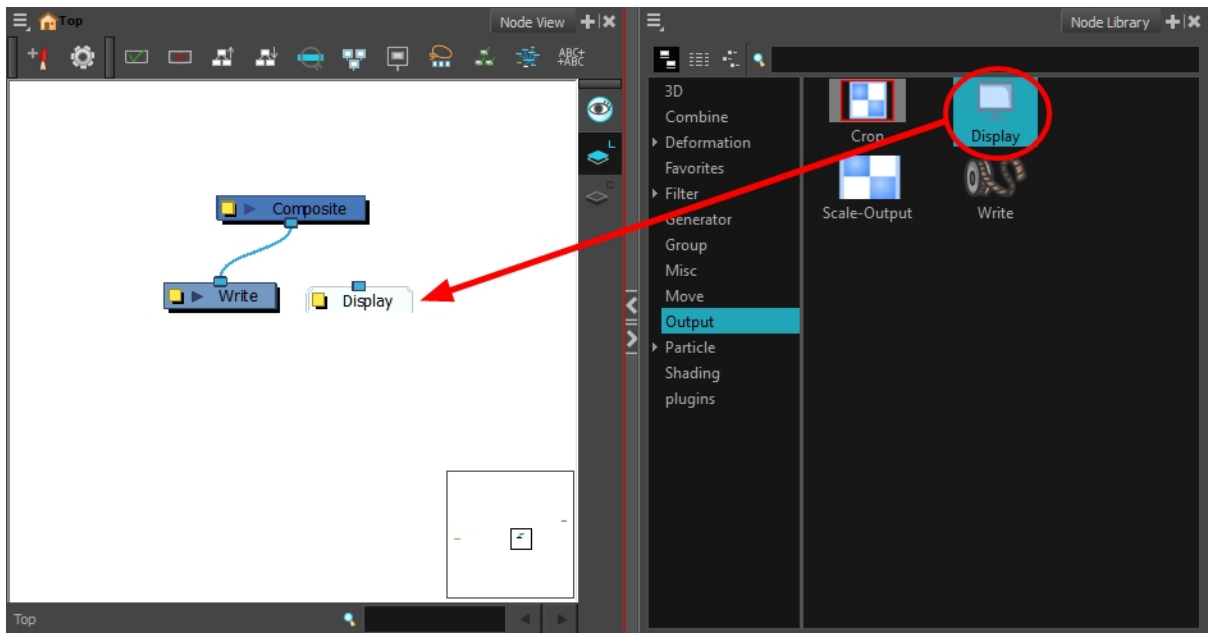 Top
Node View
ABC+
+ABC
L
C
Composite
Write
Display
Top
Node Library
3D
Combine
Deformation
Favorites
Filter
Generator
Group
Misc
Move
Output
Particle
Shading
plugins
Crop
Display
Scale-Output
Write